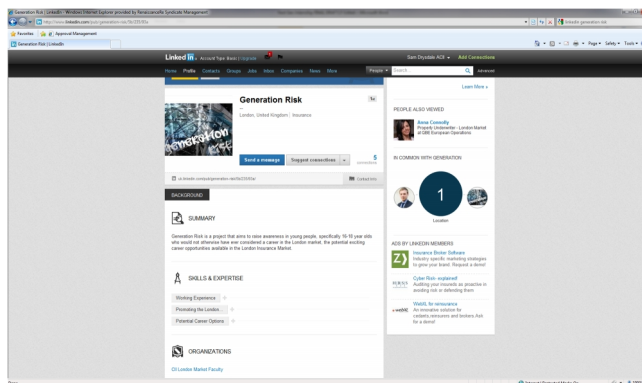 Generation Risk | LinkedIn - Windows Internet Explorer provided by RenaissanceRe Syndicate Management
Favorites Approval Management
Generation Risk | LinkedIn
Page Safety Tools
Linked in Account Type: Basic | Upgrade
Sam Drysdale ACII Add Connections
Home Profile Contacts Groups Jobs Inbox Companies News More
People Search... Advanced
Learn More »
Generation Risk
--
London, United Kingdom | Insurance
Send a message Suggest connections
5
connections
Contact Info
BACKGROUND
SUMMARY
Generation Risk is a project that aims to raise awareness in young people, specifically 16-18 year olds
who would not otherwise have ever considered a career in the London market, the potential exciting
career opportunities available in the London Insurance Market.
SKILLS & EXPERTISE
Working Experience
Promoting the London...
Potential Career Options
ORGANIZATIONS
CII London Market Faculty
PEOPLE ALSO VIEWED
Anna Connolly
Property Underwriter - London Market
at QBE European Operations
IN COMMON WITH GENERATION
1
Location
ADS BY LINKEDIN MEMBERS
Insurance Broker Software
Industry specific marketing strategies
to grow your brand. Request a demo!
Cyber Risk- explained!
Auditing your insureds as proactive in
avoiding risk or defending them
WebXL for reinsurance
An innovative solution for
cedants,reinsurers and brokers.Ask
for a demo!